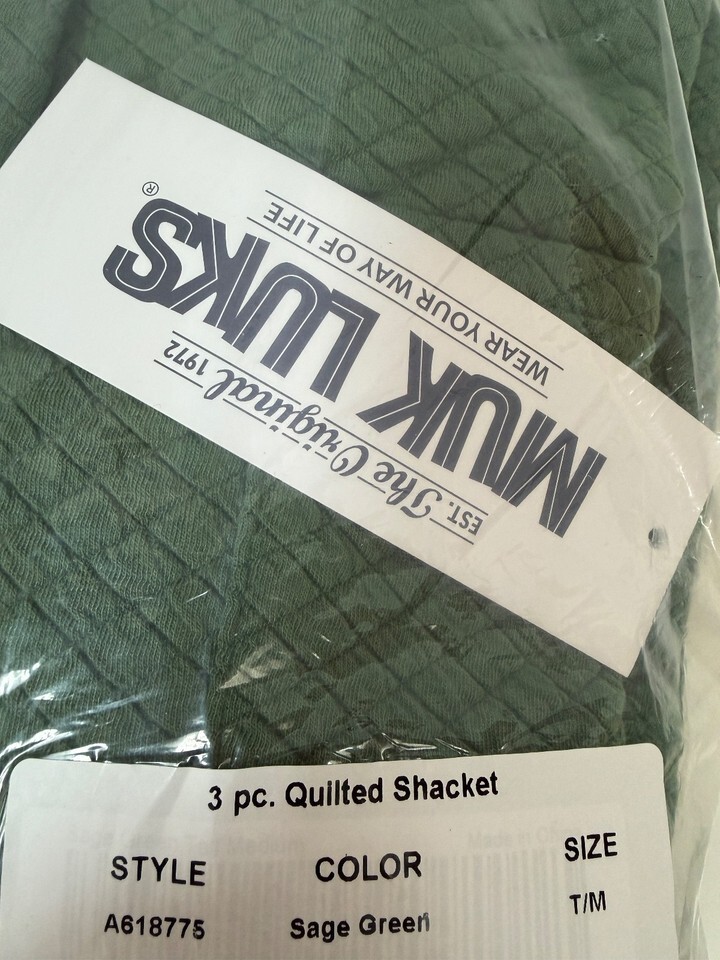 EST. The Original 1972
MUK LUKS®
WEAR YOUR WAY OF LIFE
3 pc. Quilted Shacket
STYLE COLOR SIZE
A618775 Sage Green T/M